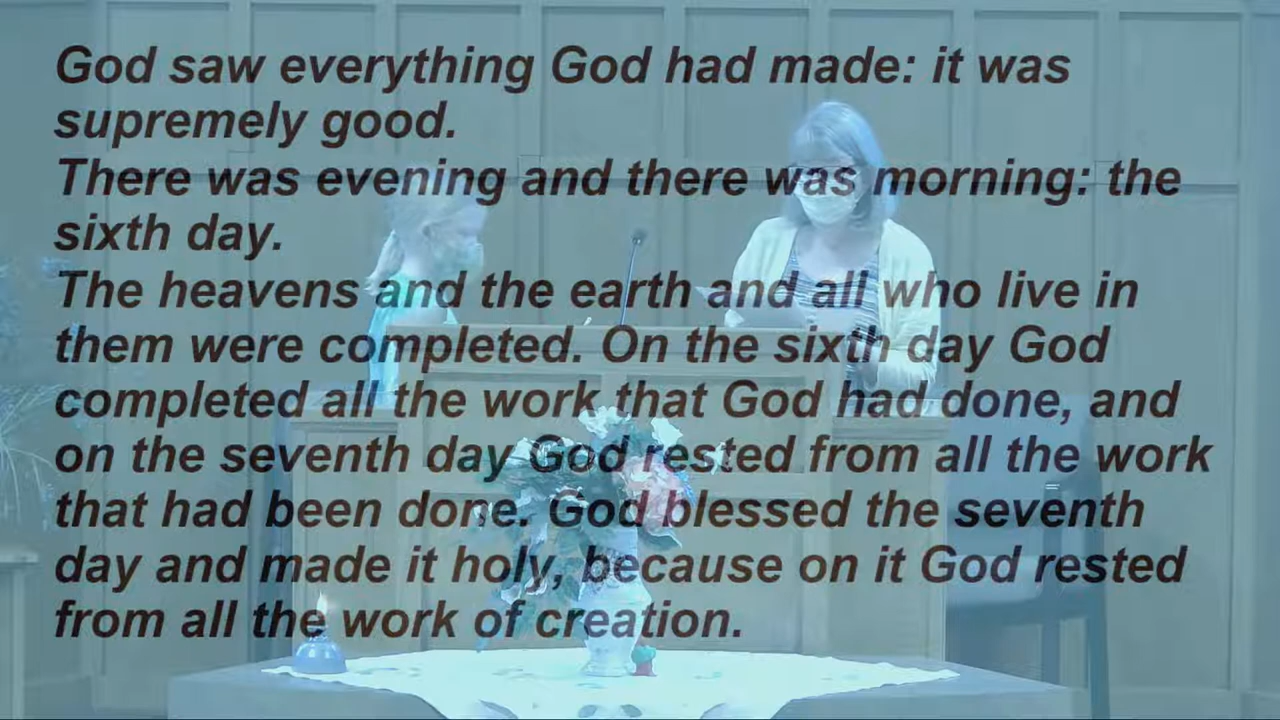 God saw everything God had made: it was
supremely good.
There was evening and there was morning: the
sixth day.
The heavens and the earth and all who live in
them were completed. On the sixth day God
completed all the work that God had done, and
on the seventh day God rested from all the work
that had been done. God blessed the seventh
day and made it holy, because on it God rested
from all the work of creation.